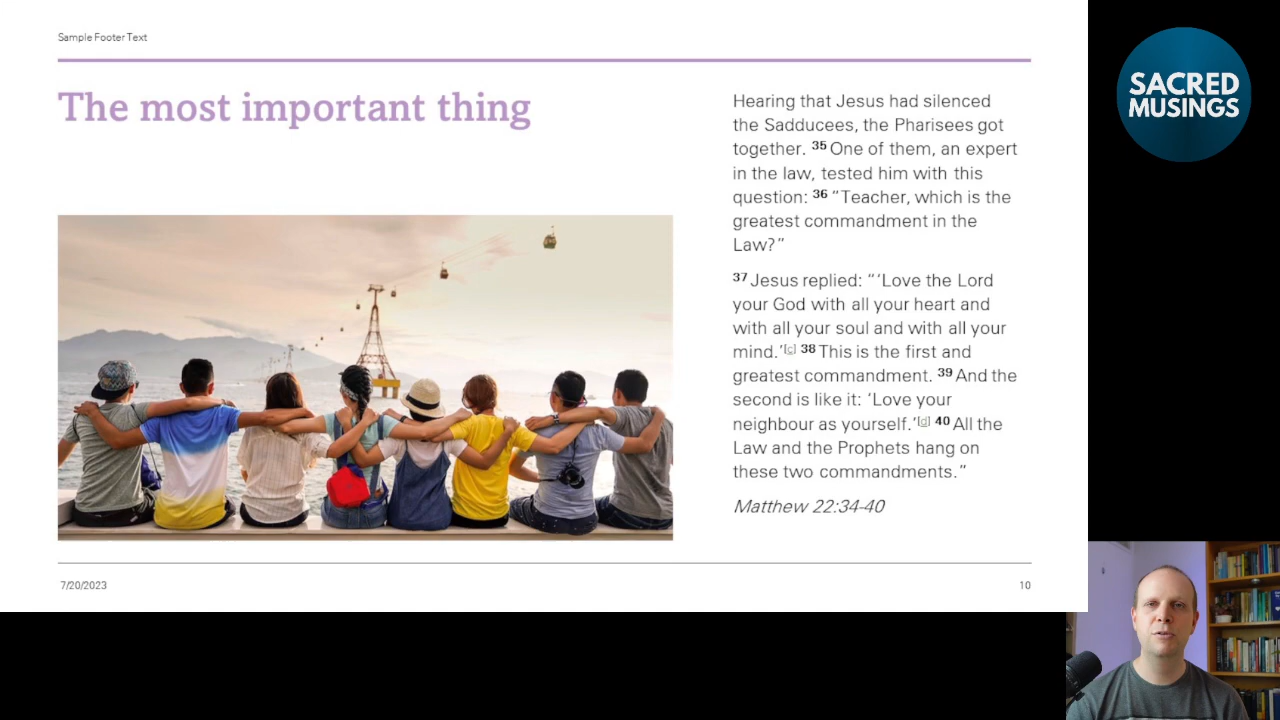 Sample Footer Text
The most important thing
Hearing that Jesus had silenced
the Sadducees, the Pharisees got
together. 35 One of them, an expert
in the law, tested him with this
question: 36 “Teacher, which is the
greatest commandment in the
Law?”
37 Jesus replied: “‘Love the Lord
your God with all your heart and
with all your soul and with all your
mind.’[c] 38 This is the first and
greatest commandment. 39 And the
second is like it: ‘Love your
neighbour as yourself.’[d] 40 All the
Law and the Prophets hang on
these two commandments.”
Matthew 22:34-40
7/20/2023
10
SACRED
MUSINGS